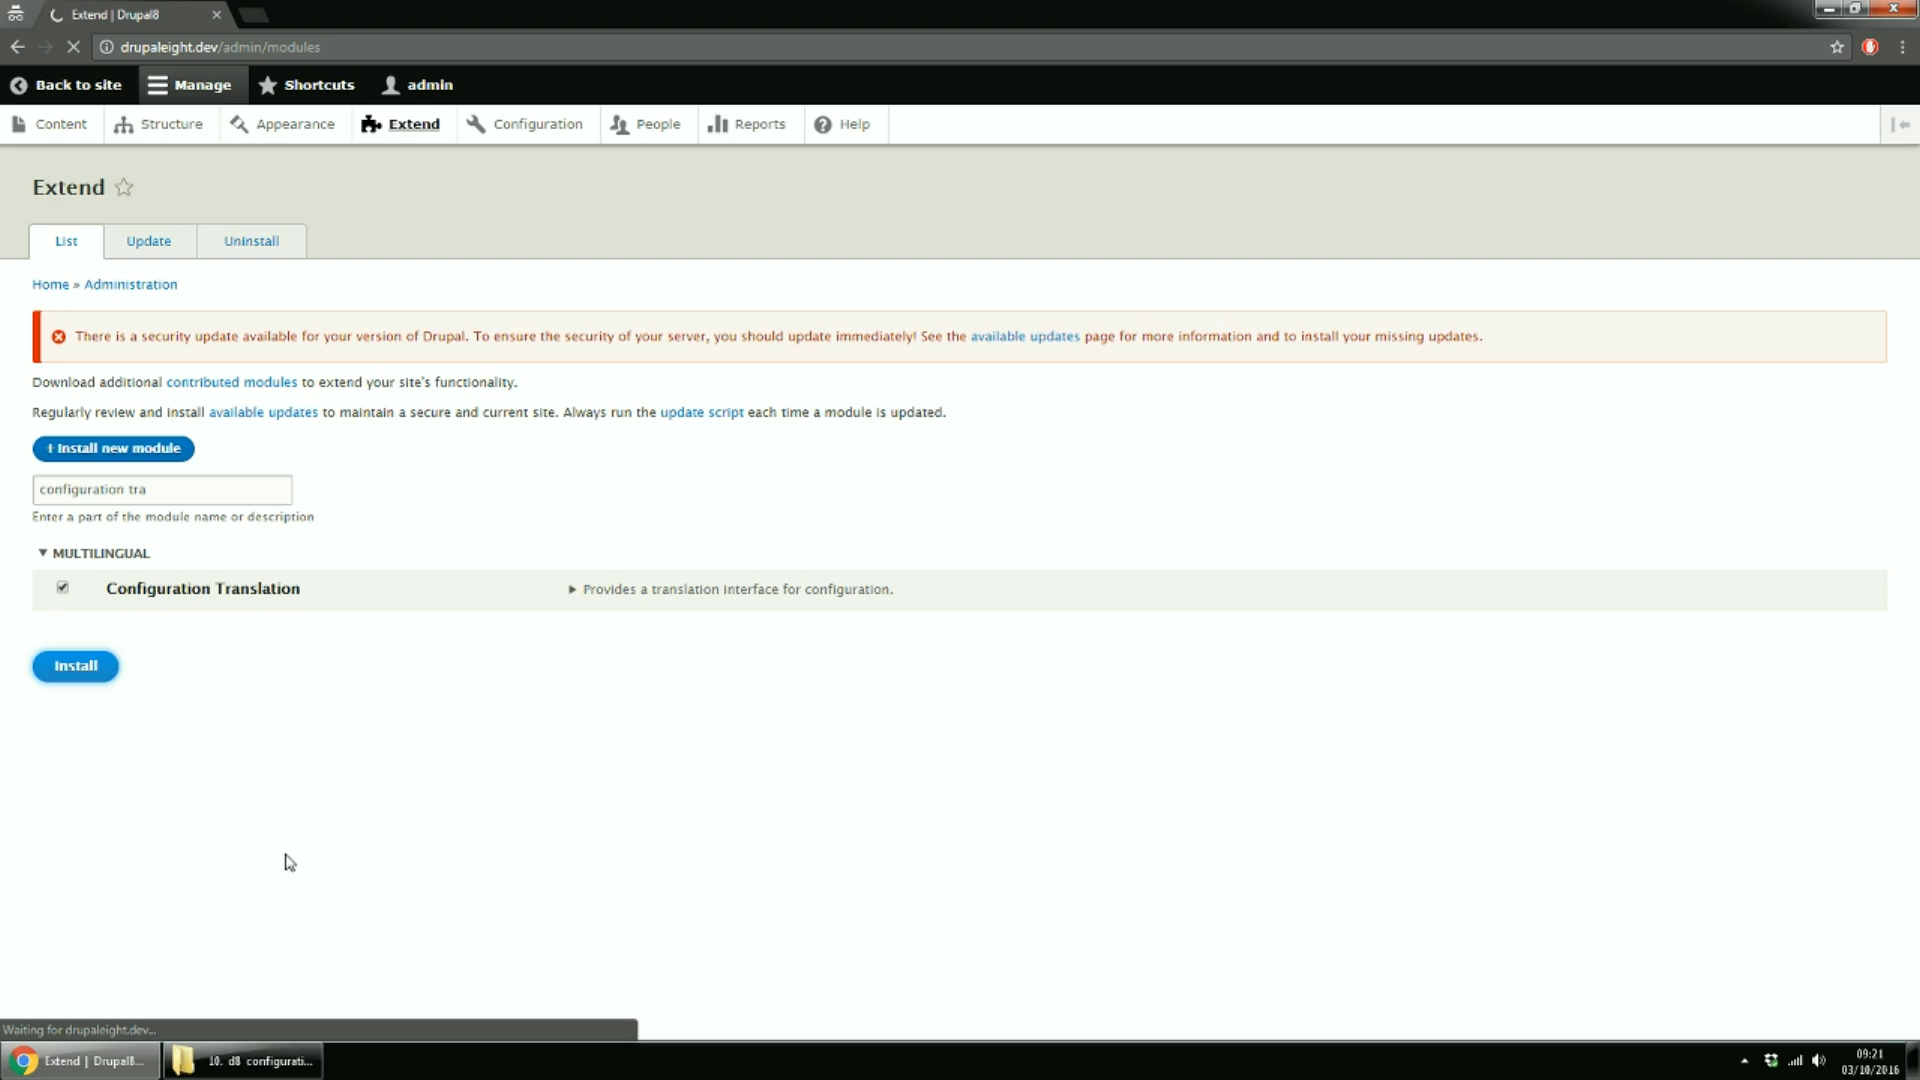 Extend | Drupal8
drupaleight.dev/admin/modules
Back to site
Manage
Shortcuts
admin
Content
Structure
Appearance
Extend
Configuration
People
Reports
Help
Extend
List
Update
Uninstall
Home » Administration
There is a security update available for your version of Drupal. To ensure the security of your server, you should update immediately! See the available updates page for more information and to install your missing updates.
Download additional contributed modules to extend your site's functionality.
Regularly review and install available updates to maintain a secure and current site. Always run the update script each time a module is updated.
+ Install new module
configuration tra
Enter a part of the module name or description
▼ MULTILINGUAL
Configuration Translation
► Provides a translation interface for configuration.
Install
Waiting for drupaleight.dev...
Extend | Drupal8...
10. d8 configurati...
09:21
03/10/2016